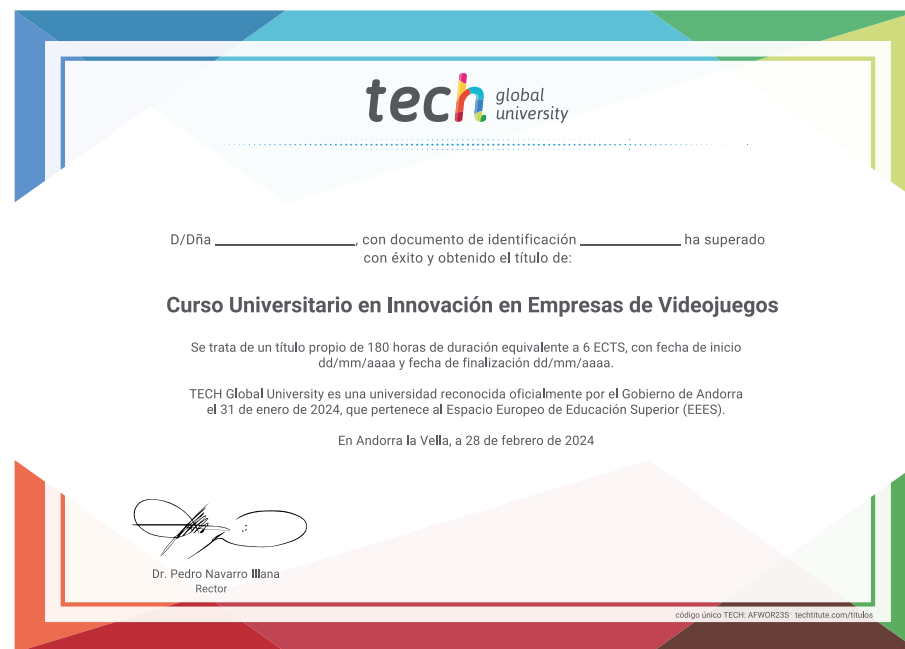 tech global
university
D/Dña ______________, con documento de identificación __________ ha superado
con éxito y obtenido el título de:
Curso Universitario en Innovación en Empresas de Videojuegos
Se trata de un título propio de 180 horas de duración equivalente a 6 ECTS, con fecha de inicio
dd/mm/aaaa y fecha de finalización dd/mm/aaaa.
TECH Global University es una universidad reconocida oficialmente por el Gobierno de Andorra
el 31 de enero de 2024, que pertenece al Espacio Europeo de Educación Superior (EEES).
En Andorra la Vella, a 28 de febrero de 2024
Dr. Pedro Navarro Illana
Rector
código único TECH: AFWOR23S techtitute.com/titulos